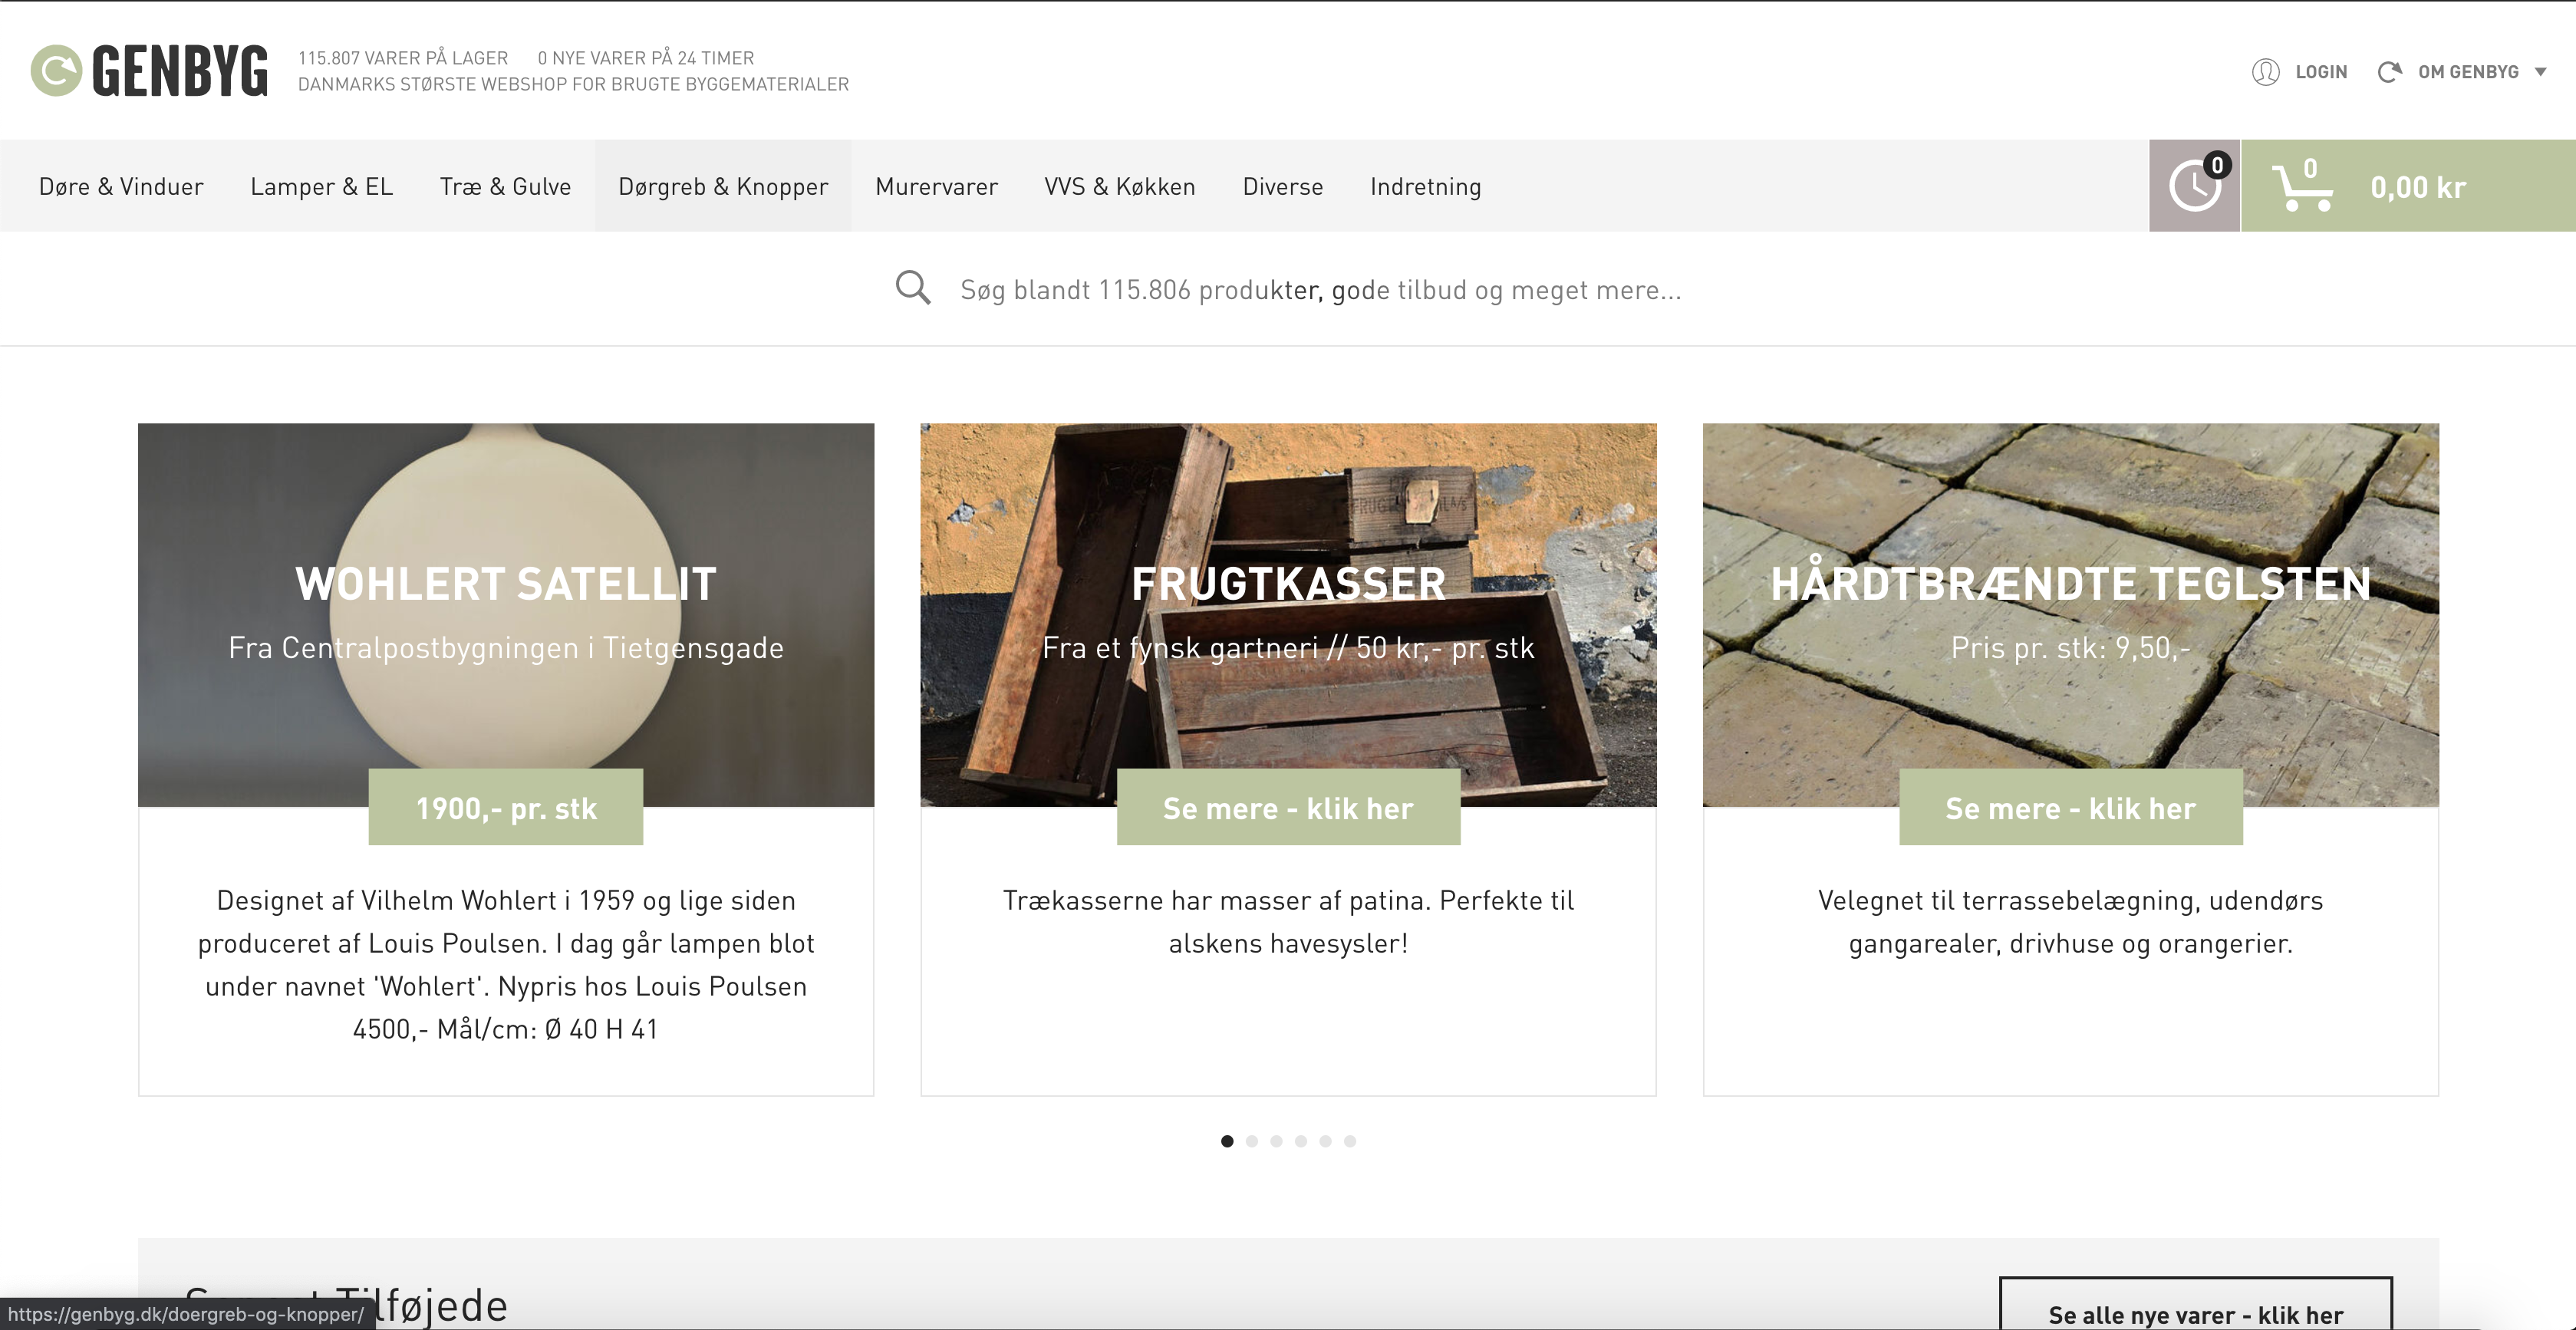 GENBYG
115.807 VARER PÅ LAGER 0 NYE VARER PÅ 24 TIMER
DANMARKS STØRSTE WEBSHOP FOR BRUGTE BYGGEMATERIALER
LOGIN
OM GENBYG
Døre & Vinduer
Lamper & EL
Træ & Gulve
Dørgreb & Knopper
Murervarer
VVS & Køkken
Diverse
Indretning
0
0
0,00 kr
Søg blandt 115.806 produkter, gode tilbud og meget mere...
WOHLERT SATELLIT
Fra Centralpostbygningen i Tietgensgade
1900,- pr. stk
Designet af Vilhelm Wohlert i 1959 og lige siden
produceret af Louis Poulsen. I dag går lampen blot
under navnet 'Wohlert'. Nypris hos Louis Poulsen
4500,- Mål/cm: Ø 40 H 41
FRUGTKASSER
Fra et fynsk gartneri // 50 kr,- pr. stk
Se mere - klik her
Trækasserne har masser af patina. Perfekte til
alskens havesysler!
HÅRDTBRÆNDTE TEGLSTEN
Pris pr. stk: 9,50,-
Se mere - klik her
Velegnet til terrassebelægning, udendørs
gangarealer, drivhuse og orangerier.
Senest Tilføjede
Se alle nye varer - klik her
https://genbyg.dk/doergreb-og-knopper/